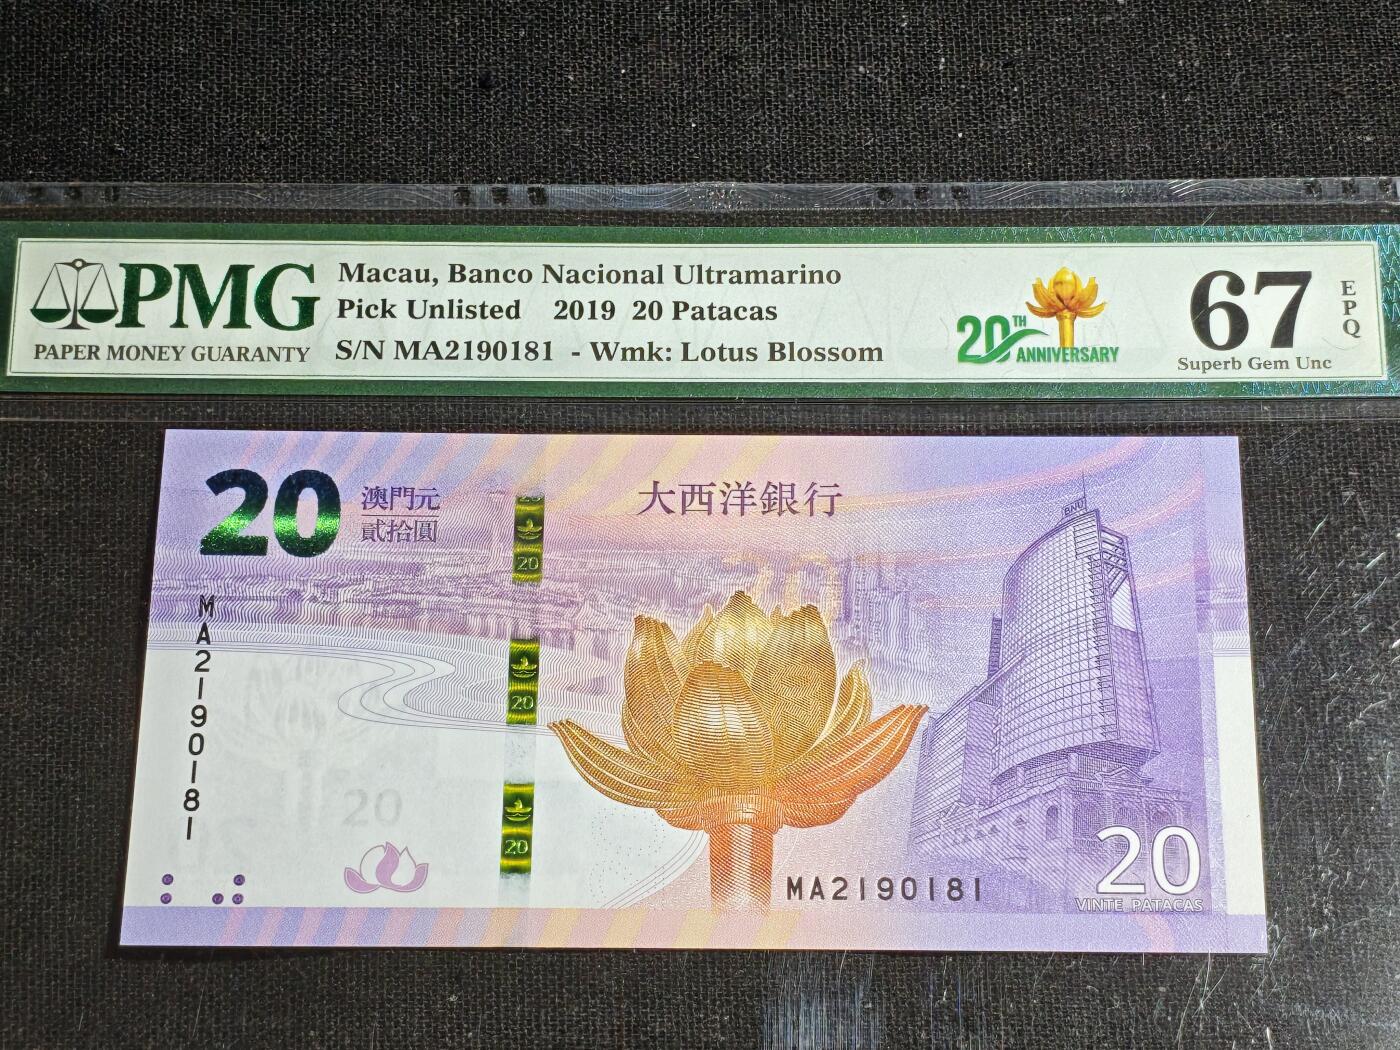 PMG
PAPER MONEY GUARANTY
Macau, Banco Nacional Ultramarino
Pick Unlisted 2019 20 Patacas
S/N MA2190181 - Wmk: Lotus Blossom
20TH
ANNIVERSARY
67
EPQ
Superb Gem Unc
20
澳門元
貳拾圓
大西洋銀行
BNU
20
20
20
MA2190181
20
MA2190181
20
VINTE PATACAS